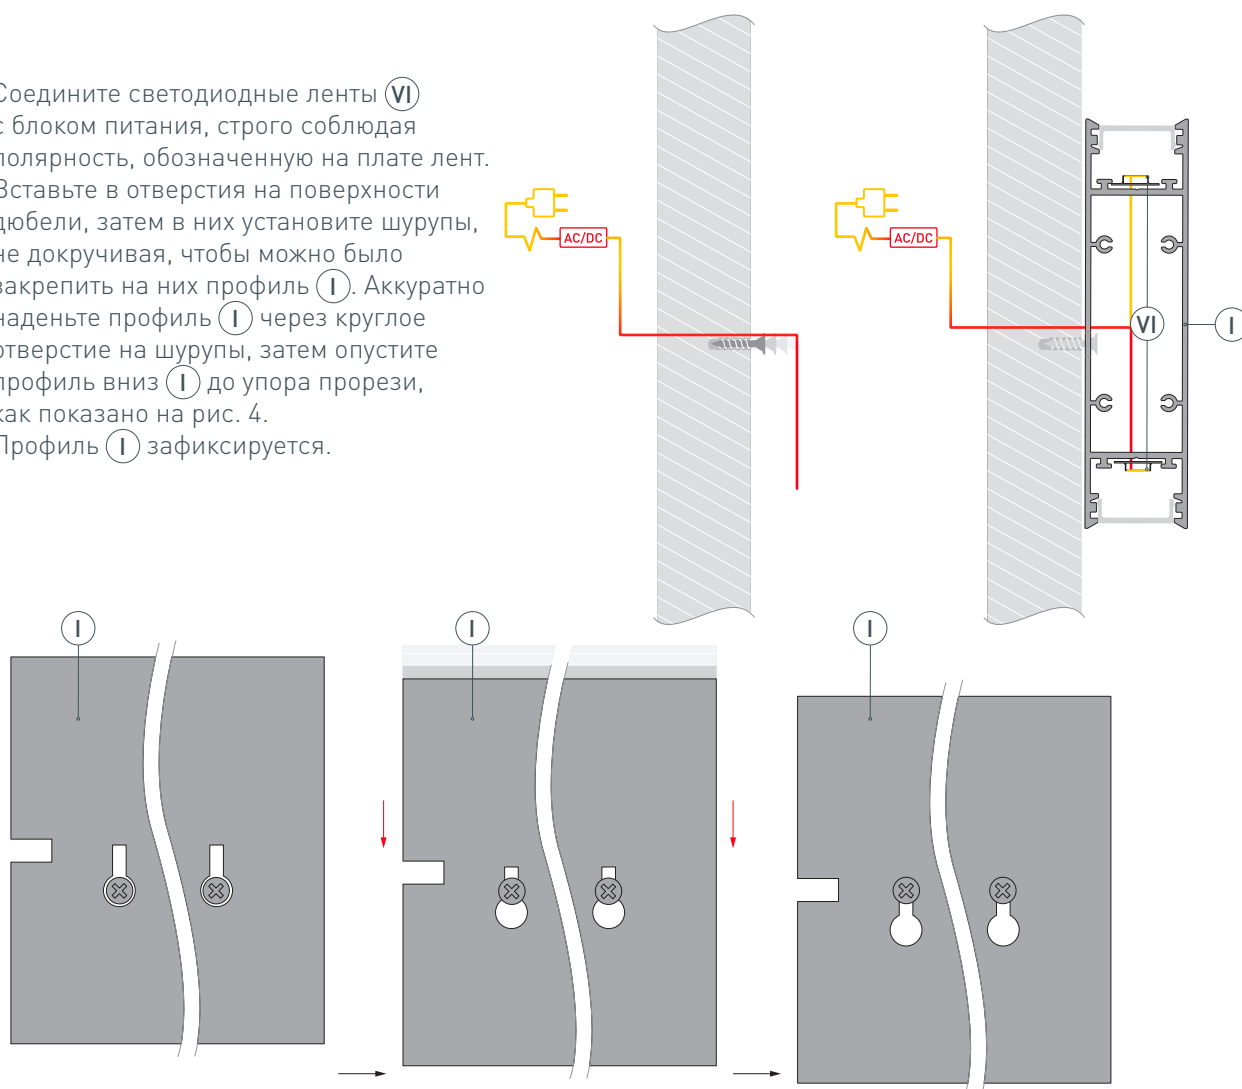 Соедините светодиодные ленты VI
с блоком питания, строго соблюдая
полярность, обозначенную на плате лент.
Вставьте в отверстия на поверхности
дюбели, затем в них установите шурупы,
не докручивая, чтобы можно было
закрепить на них профиль I. Аккуратно
наденьте профиль I через круглое
отверстие на шурупы, затем опустите
профиль вниз I до упора прорези,
как показано на рис. 4.
Профиль I зафиксируется.
AC/DC
AC/DC
VI
I
I
I
I